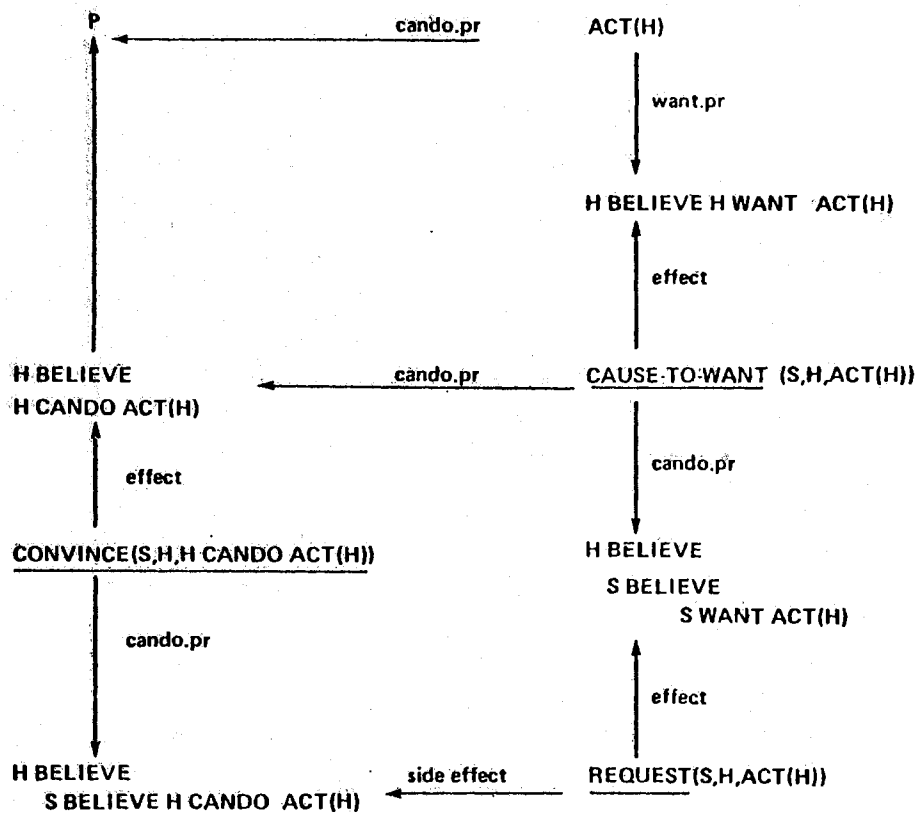 P cando.pr ACT(H)
want.pr
H BELIEVE H WANT ACT(H)
effect
H BELIEVE
H CANDO ACT(H)
cando.pr CAUSE-TO-WANT (S,H,ACT(H))
effect
cando.pr
CONVINCE(S,H,H CANDO ACT(H))
H BELIEVE
S BELIEVE
S WANT ACT(H)
cando.pr
effect
H BELIEVE
S BELIEVE H CANDO ACT(H)
side effect REQUEST(S,H,ACT(H))